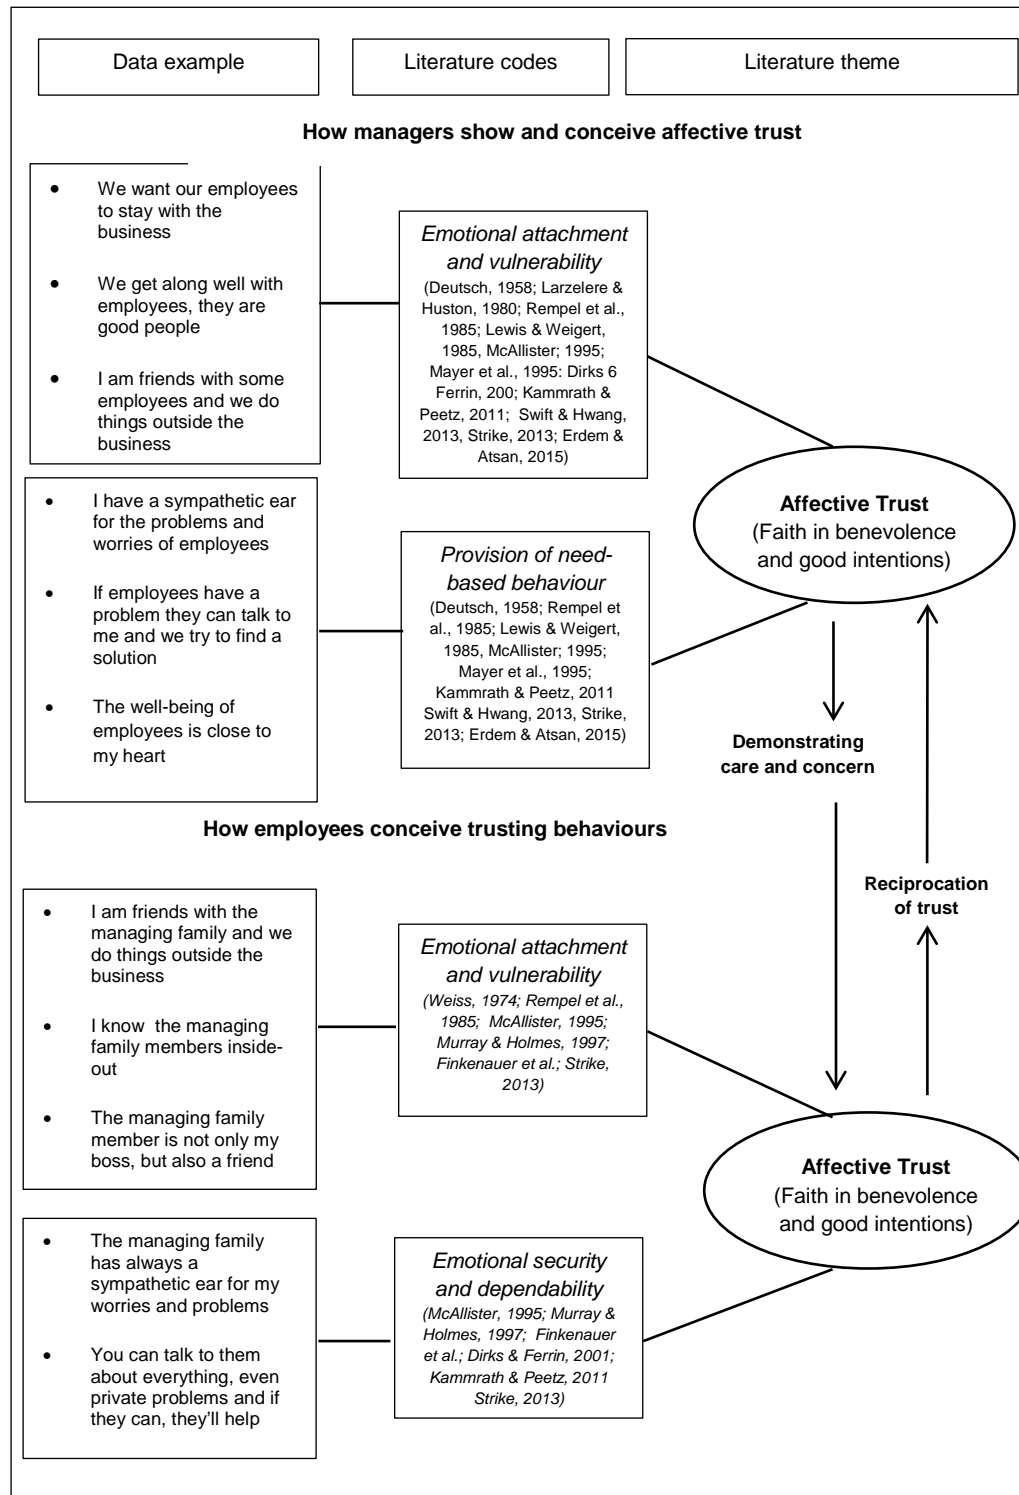 Data example
Literature codes
Literature theme
How managers show and conceive affective trust
• We want our employees
to stay with the
business
• We get along well with
employees, they are
good people
• I am friends with some
employees and we do
things outside the
business
Emotional attachment
and vulnerability
(Deutsch, 1958; Larzelere &
Huston, 1980; Rempel et al.,
1985; Lewis & Weigert,
1985, McAllister; 1995;
Mayer et al., 1995: Dirks 6
Ferrin, 200; Kammrath &
Peetz, 2011; Swift & Hwang,
2013, Strike, 2013; Erdem &
Atsan, 2015)
• I have a sympathetic ear
for the problems and
worries of employees
• If employees have a
problem they can talk to
me and we try to find a
solution
• The well-being of
employees is close to
my heart
Provision of need-
based behaviour
(Deutsch, 1958; Rempel et
al., 1985; Lewis & Weigert,
1985, McAllister; 1995;
Mayer et al., 1995;
Kammrath & Peetz, 2011
Swift & Hwang, 2013, Strike,
2013; Erdem & Atsan, 2015)
Affective Trust
(Faith in benevolence
and good intentions)
Demonstrating
care and concern
Reciprocation
of trust
How employees conceive trusting behaviours
• I am friends with the
managing family and we
do things outside the
business
• I know the managing
family members inside-
out
• The managing family
member is not only my
boss, but also a friend
Emotional attachment
and vulnerability
(Weiss, 1974; Rempel et al.,
1985; McAllister, 1995;
Murray & Holmes, 1997;
Finkenauer et al.; Strike,
2013)
• The managing family
has always a
sympathetic ear for my
worries and problems
• You can talk to them
about everything, even
private problems and if
they can, they'll help
Emotional security
and dependability
(McAllister, 1995; Murray &
Holmes, 1997; Finkenauer
et al.; Dirks & Ferrin, 2001;
Kammrath & Peetz, 2011
Strike, 2013)
Affective Trust
(Faith in benevolence
and good intentions)